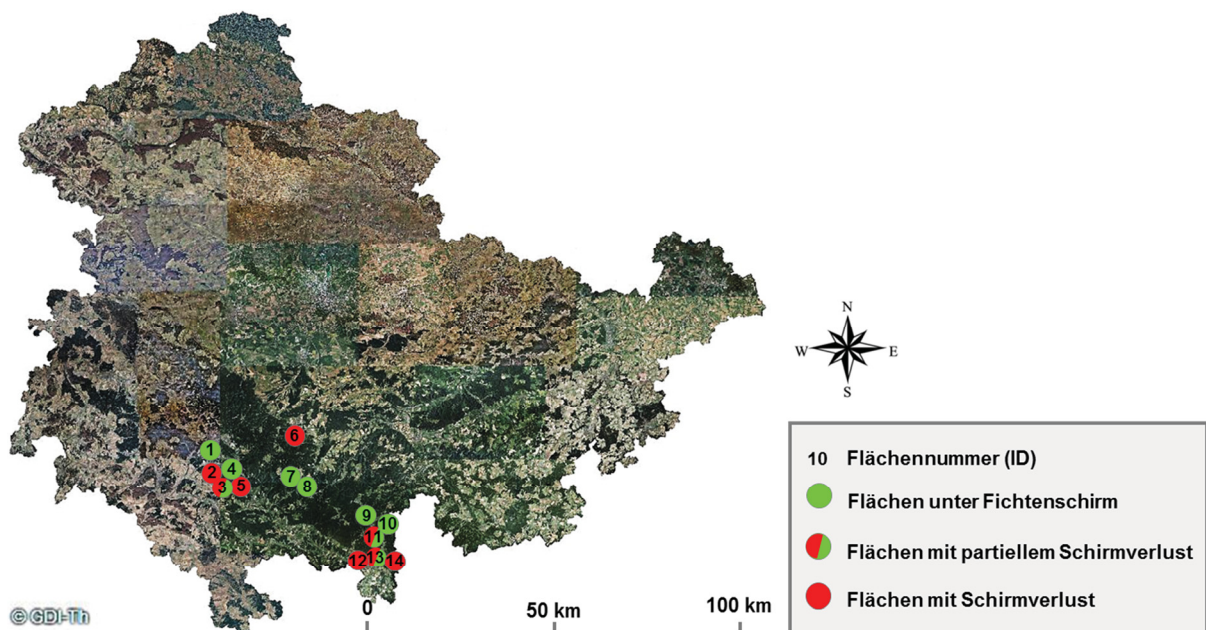 N
W E
S
1
2
4
3
5
6
7
8
9
10
11
12
13
14
10 Flächennummer (ID)
Flächen unter Fichtenschirm
Flächen mit partiellem Schirmverlust
Flächen mit Schirmverlust
© GDI-Th
0 50 km 100 km